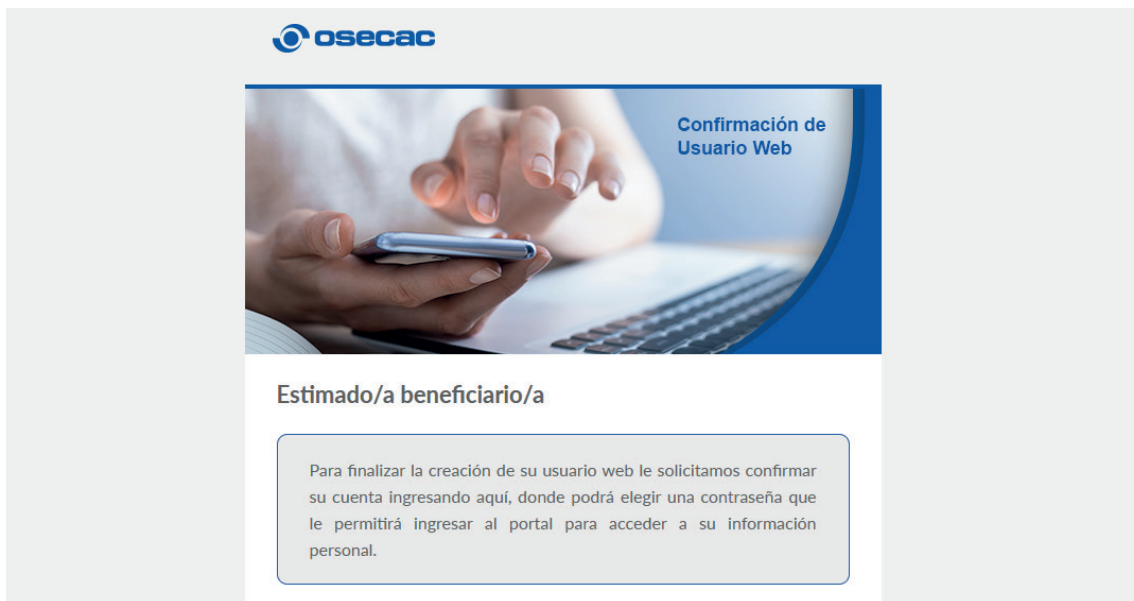 osecac
Confirmación de
Usuario Web
Estimado/a beneficiario/a
Para finalizar la creación de su usuario web le solicitamos confirmar
su cuenta ingresando aquí, donde podrá elegir una contraseña que
le permitirá ingresar al portal para acceder a su información
personal.